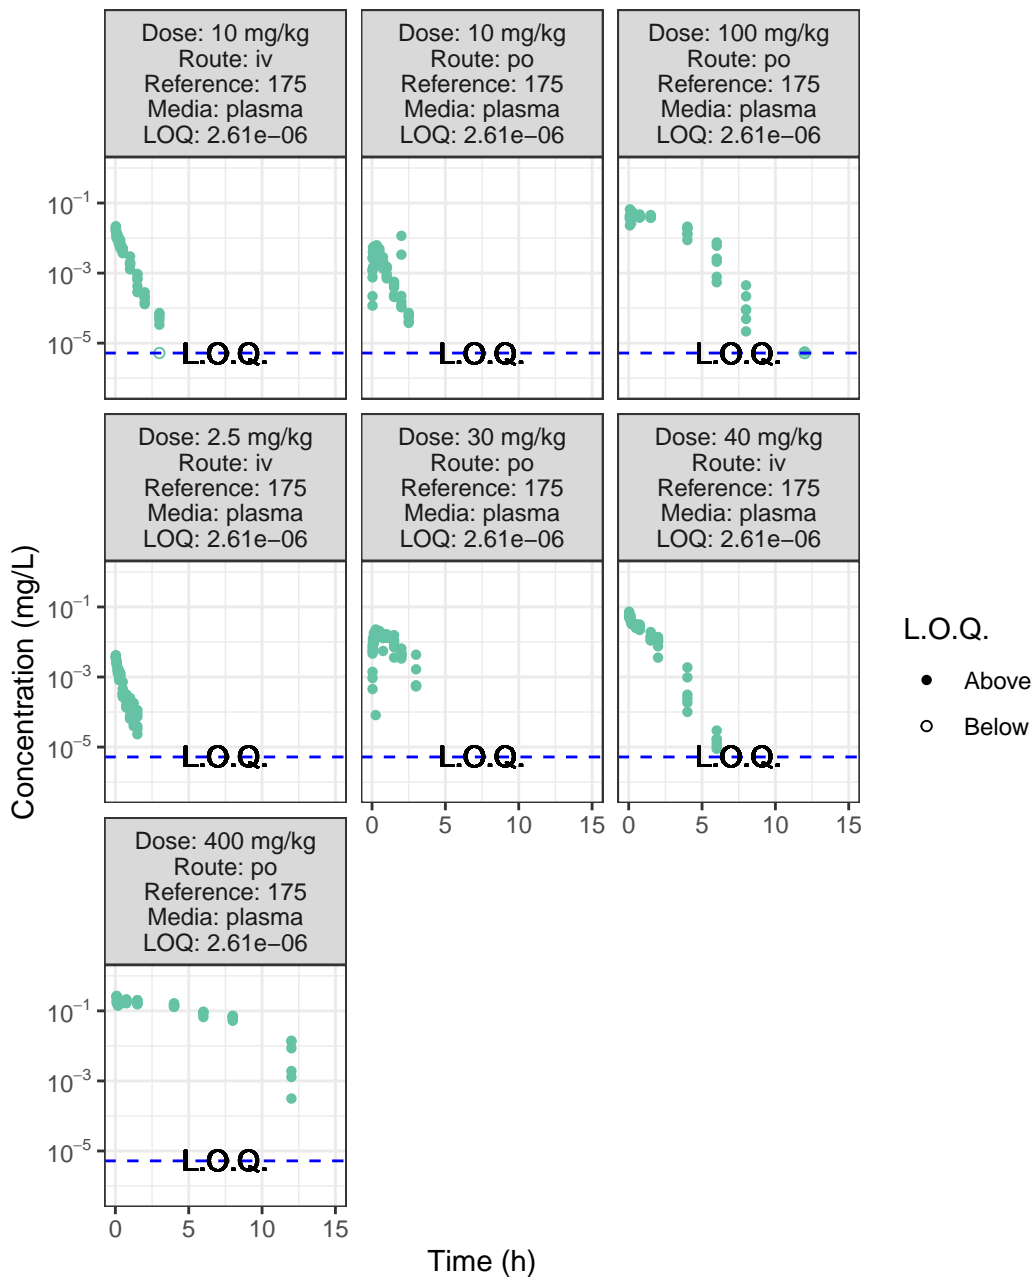 Dose: 10 mg/kg
Route: iv
Reference: 175
Media: plasma
LOQ: 2.61e−06
Dose: 10 mg/kg
Route: po
Reference: 175
Media: plasma
LOQ: 2.61e−06
Dose: 100 mg/kg
Route: po
Reference: 175
Media: plasma
LOQ: 2.61e−06
10⁻¹
10⁻³
10⁻⁵
L.O.Q.
L.O.Q.
L.O.Q.
Dose: 2.5 mg/kg
Route: iv
Reference: 175
Media: plasma
LOQ: 2.61e−06
Dose: 30 mg/kg
Route: po
Reference: 175
Media: plasma
LOQ: 2.61e−06
Dose: 40 mg/kg
Route: iv
Reference: 175
Media: plasma
LOQ: 2.61e−06
Concentration (mg/L)
10⁻¹
10⁻³
10⁻⁵
L.O.Q.
L.O.Q.
L.O.Q.
0 5 10 15
0 5 10 15
L.O.Q.
Above
Below
Dose: 400 mg/kg
Route: po
Reference: 175
Media: plasma
LOQ: 2.61e−06
10⁻¹
10⁻³
10⁻⁵
L.O.Q.
0 5 10 15
Time (h)